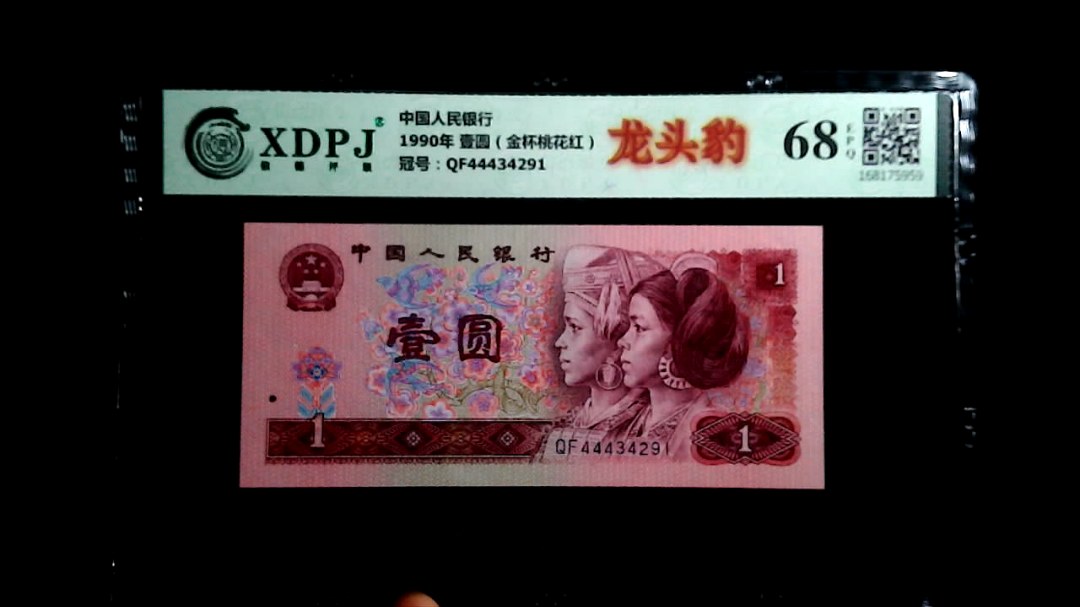 XDPJ
中国人民银行
1990年 壹圆（金杯桃花红）
冠号：QF44434291
龙头豹
68
EPQ
168175959
中国人民银行
1
壹圆
1
1
QF44434291